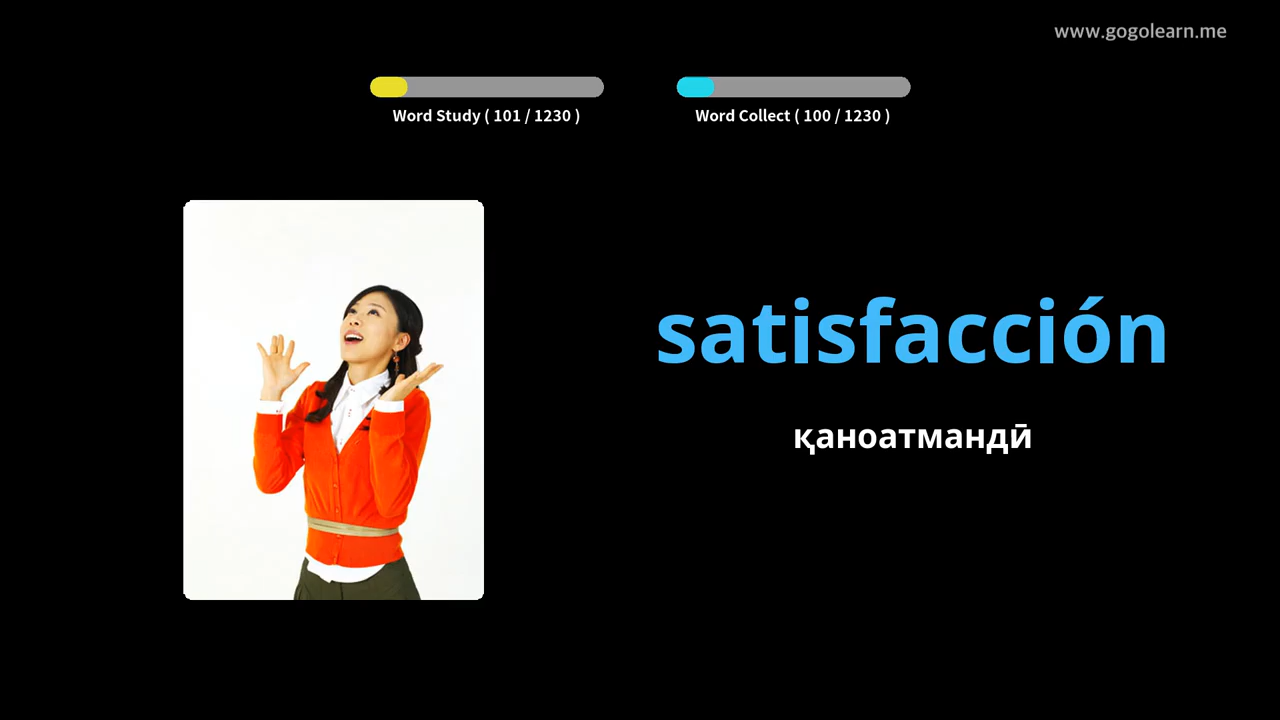 www.gogolearn.me
Word Study ( 101 / 1230 )
Word Collect ( 100 / 1230 )
satisfacción
қаноатмандӣ